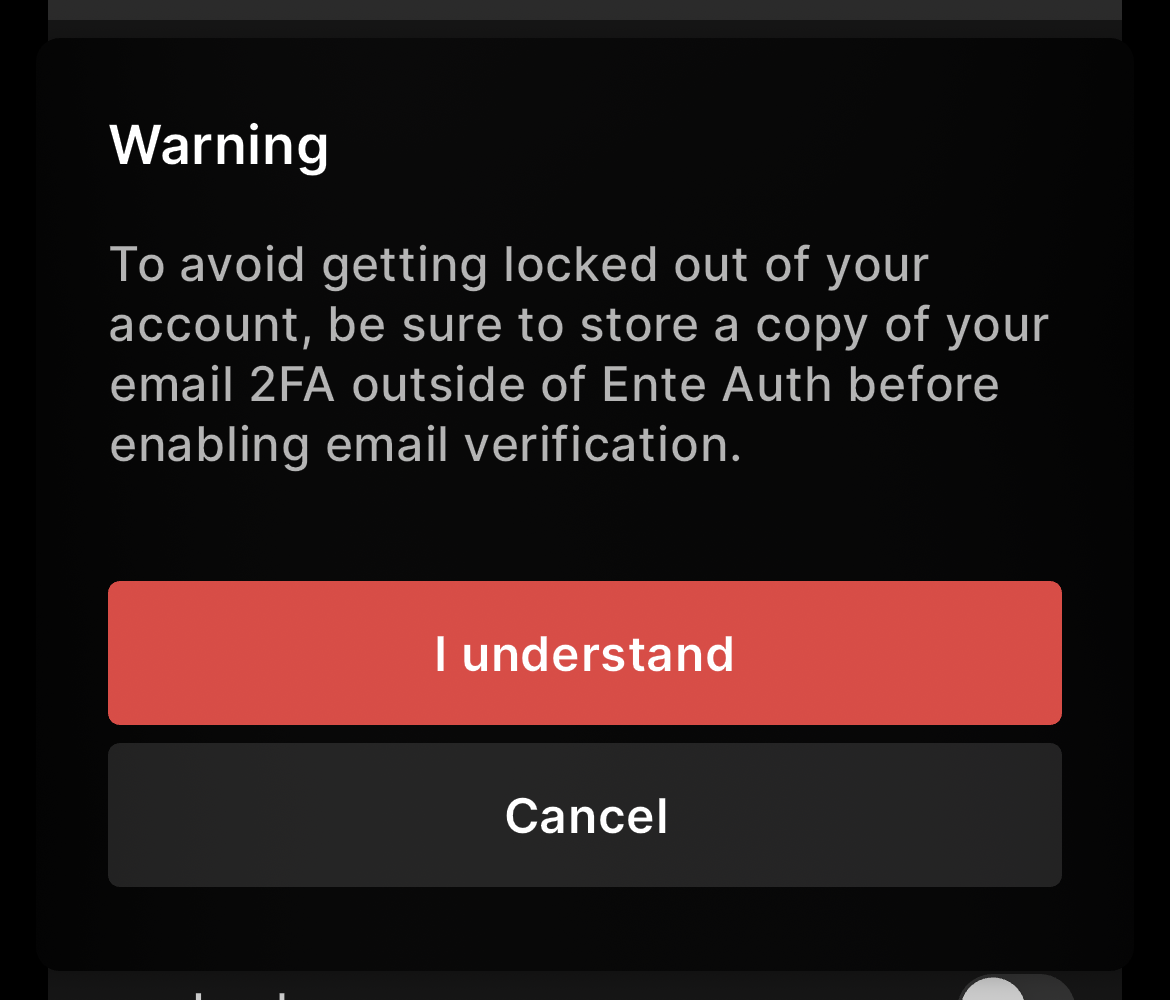 Warning
To avoid getting locked out of your
account, be sure to store a copy of your
email 2FA outside of Ente Auth before
enabling email verification.
I understand
Cancel